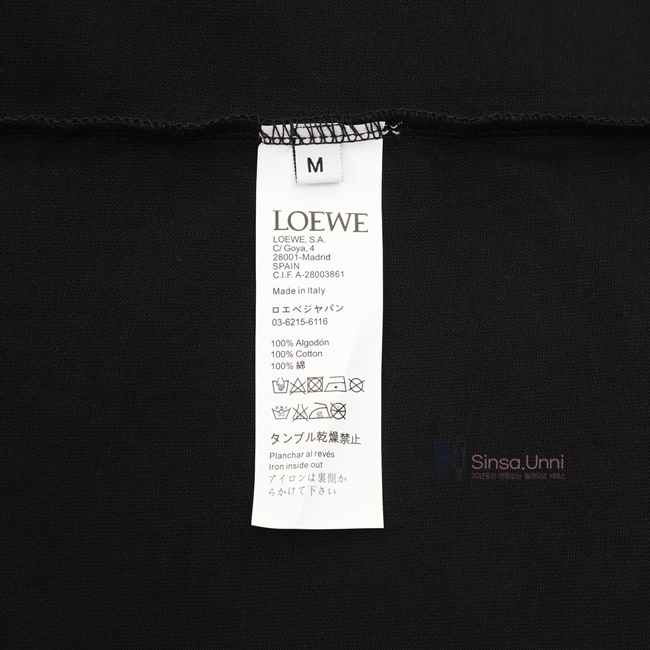 M
LOEWE
LOEWE, S.A.
C/ Goya, 4
28001-Madrid
SPAIN
C.I.F. A-28003861
Made in Italy
ロエベジャパン
03-6215-6116
100% Algodón
100% Cotton
100% 綿
タンブル乾燥禁止
Planchar al revés
Iron inside out
アイロンは裏側か
らかけて下さい
Sinsa.Unni